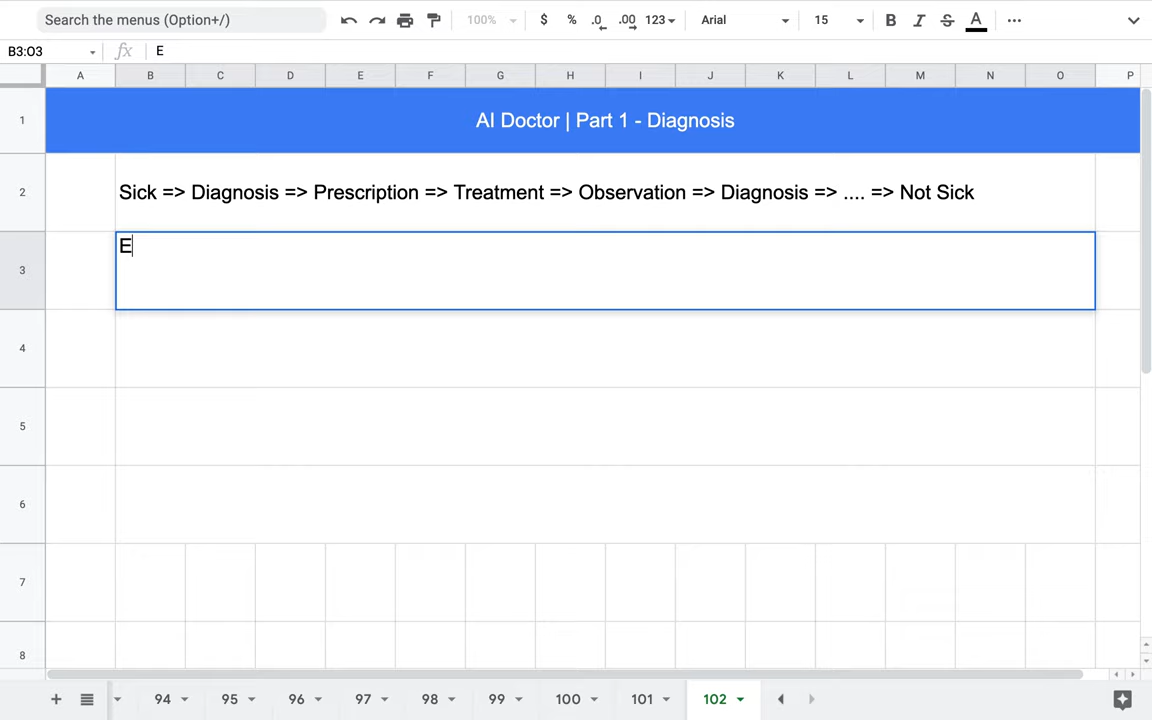 Search the menus (Option+/) 100% $ % .0 .00 123 Arial 15 B I S A ...
B3:O3 fx E
A B C D E F G H I J K L M N O P
1 AI Doctor | Part 1 - Diagnosis
2 Sick => Diagnosis => Prescription => Treatment => Observation => Diagnosis => .... => Not Sick
3 E
4
5
6
7
8
+ 94 95 96 97 98 99 100 101 102